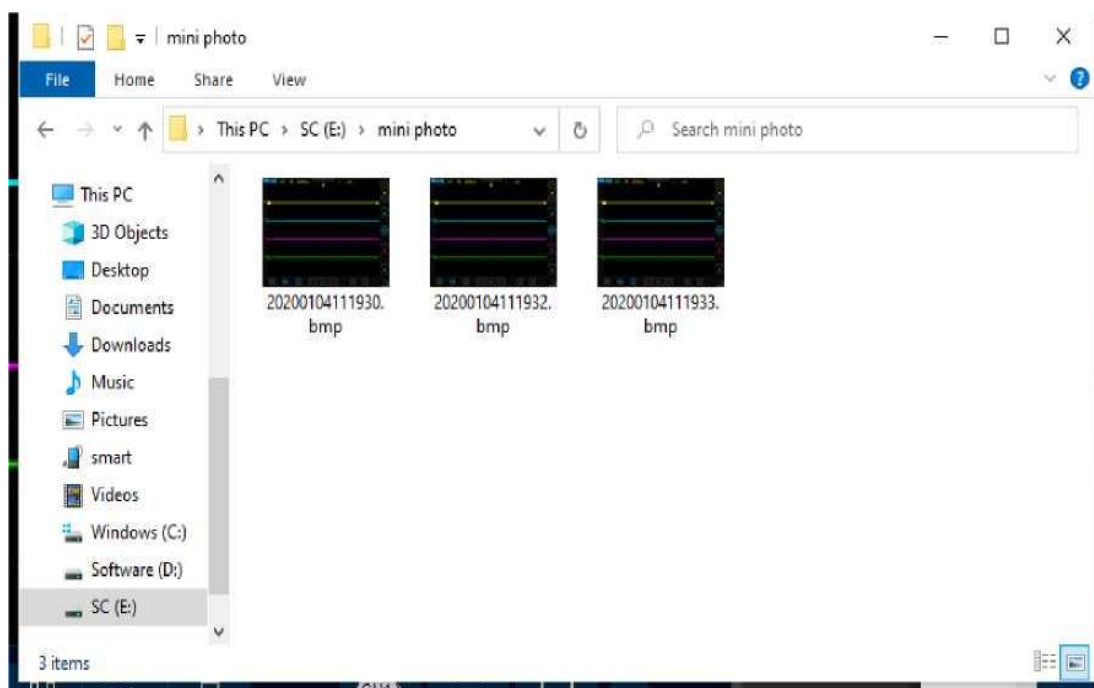 mini photo
File Home Share View
This PC > SC (E:) > mini photo
Search mini photo
This PC
3D Objects
Desktop
Documents
Downloads
Music
Pictures
smart
Videos
Windows (C:)
Software (D:)
SC (E:)
20200104111930.
bmp
20200104111932.
bmp
20200104111933.
bmp
3 items